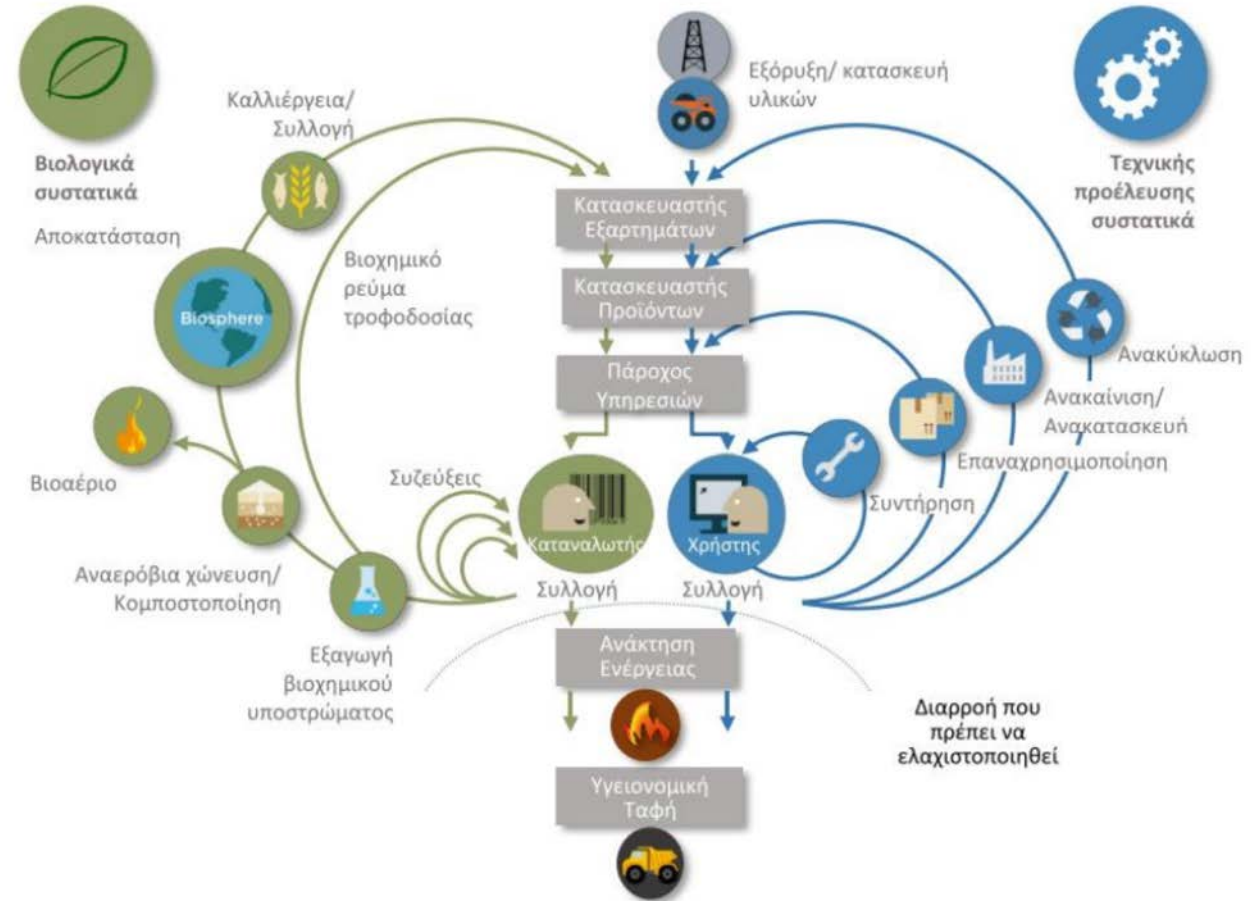 Βιολογικά
συστατικά
Αποκατάσταση
Καλλιέργεια/
Συλλογή
Βιοχημικό
ρεύμα
τροφοδοσίας
Biosphere
Βιοαέριο
Αναερόβια χώνευση/
Κομποστοποίηση
Εξαγωγή
βιοχημικού
υποστρώματος
Συζεύξεις
Εξόρυξη/ κατασκευή
υλικών
Κατασκευαστής
Εξαρτημάτων
Κατασκευαστής
Προϊόντων
Πάροχος
Υπηρεσιών
Καταναλωτής
Χρήστης
Συλλογή
Συλλογή
Ανάκτηση
Ενέργειας
Υγειονομική
Ταφή
Τεχνικής
προέλευσης
συστατικά
Ανακύκλωση
Ανακαίνιση/
Ανακατασκευή
Επαναχρησιμοποίηση
Συντήρηση
Διαρροή που
πρέπει να
ελαχιστοποιηθεί